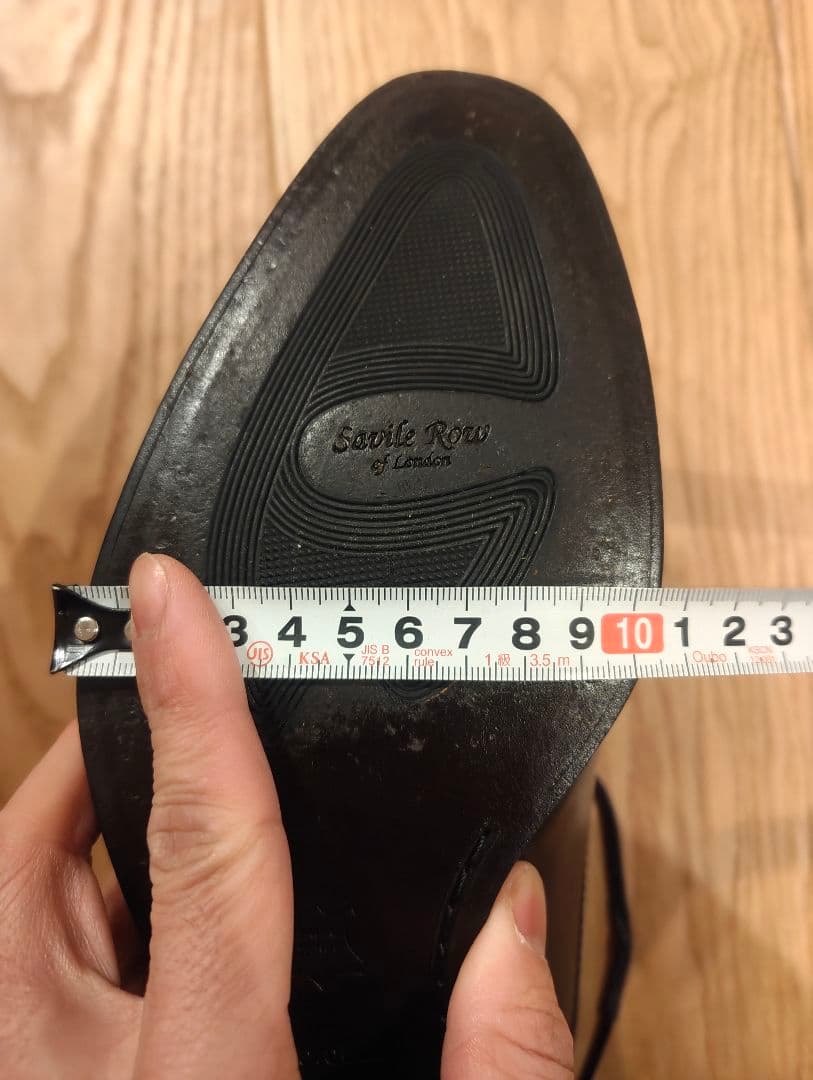 Savile Row
of London
3 4 5 6 7 8 9 10 1 2 3
JIS KSA JIS B 7512 convex rule 1級 3.5 m Oubo